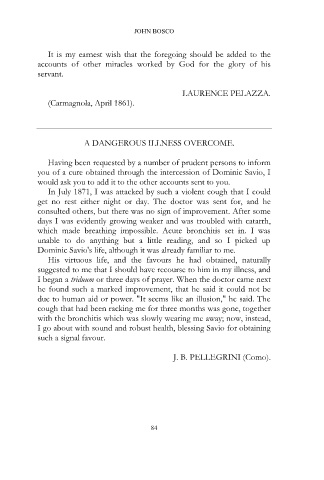 JOHN BOSCO
It is my earnest wish that the foregoing should be added to the
accounts of other miracles worked by God for the glory of his
servant.
LAURENCE PELAZZA.
(Carmagnola, April 1861).
A DANGEROUS ILLNESS OVERCOME.
Having been requested by a number of prudent persons to inform
you of a cure obtained through the intercession of Dominic Savio, I
would ask you to add it to the other accounts sent to you.
In July 1871, I was attacked by such a violent cough that I could
get no rest either night or day. The doctor was sent for, and he
consulted others, but there was no sign of improvement. After some
days I was evidently growing weaker and was troubled with catarrh,
which made breathing impossible. Acute bronchitis set in. I was
unable to do anything but a little reading, and so I picked up
Dominic Savio's life, although it was already familiar to me.
His virtuous life, and the favours he had obtained, naturally
suggested to me that I should have recourse to him in my illness, and
I began a triduum or three days of prayer. When the doctor came next
he found such a marked improvement, that he said it could not be
due to human aid or power. "It seems like an illusion," he said. The
cough that had been racking me for three months was gone, together
with the bronchitis which was slowly wearing me away; now, instead,
I go about with sound and robust health, blessing Savio for obtaining
such a signal favour.
J. B. PELLEGRINI (Como).
84